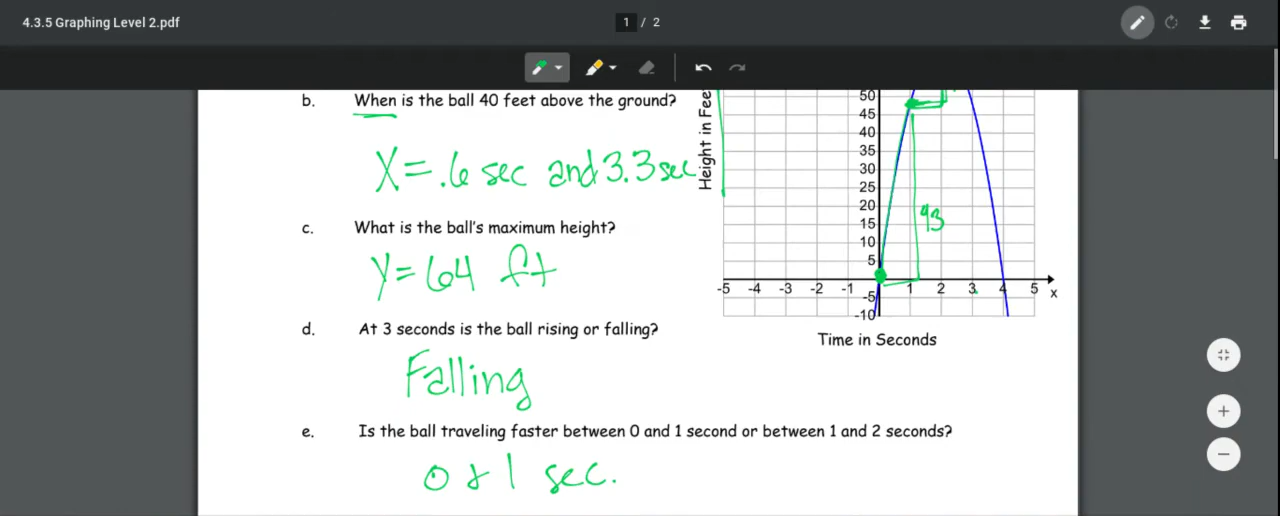 4.3.5 Graphing Level 2.pdf
1 / 2
b. When is the ball 40 feet above the ground?
X=.6 sec and 3.3 sec
c. What is the ball's maximum height?
Y=64 ft
d. At 3 seconds is the ball rising or falling?
Falling
e. Is the ball traveling faster between 0 and 1 second or between 1 and 2 seconds?
0 & 1 sec.
Height in Fee
50
45
40
35
30
25
20
15
10
5
-5
-10
93
-5 -4 -3 -2 -1 1 2 3 4 5 x
Time in Seconds